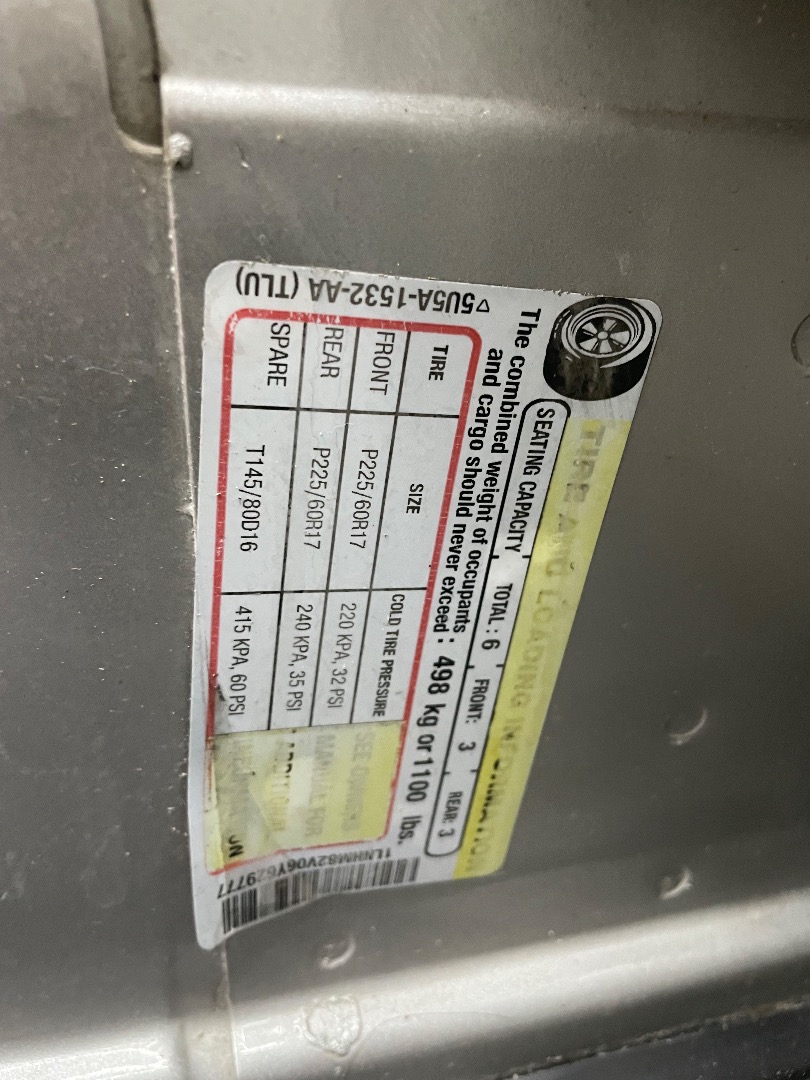 TIRE AND LOADING INFORMATION
SEATING CAPACITY TOTAL : 6 FRONT: 3 REAR: 3
The combined weight of occupants
and cargo should never exceed : 498 kg or 1100 lbs.
TIRE SIZE COLD TIRE PRESSURE
FRONT P225/60R17 220 KPA, 32 PSI SEE OWNERS
REAR P225/60R17 240 KPA, 35 PSI MANUAL FOR
SPARE T145/80D16 415 KPA, 60 PSI
5U5A-1532-AA (TLU)
1LNHM82V06Y629777